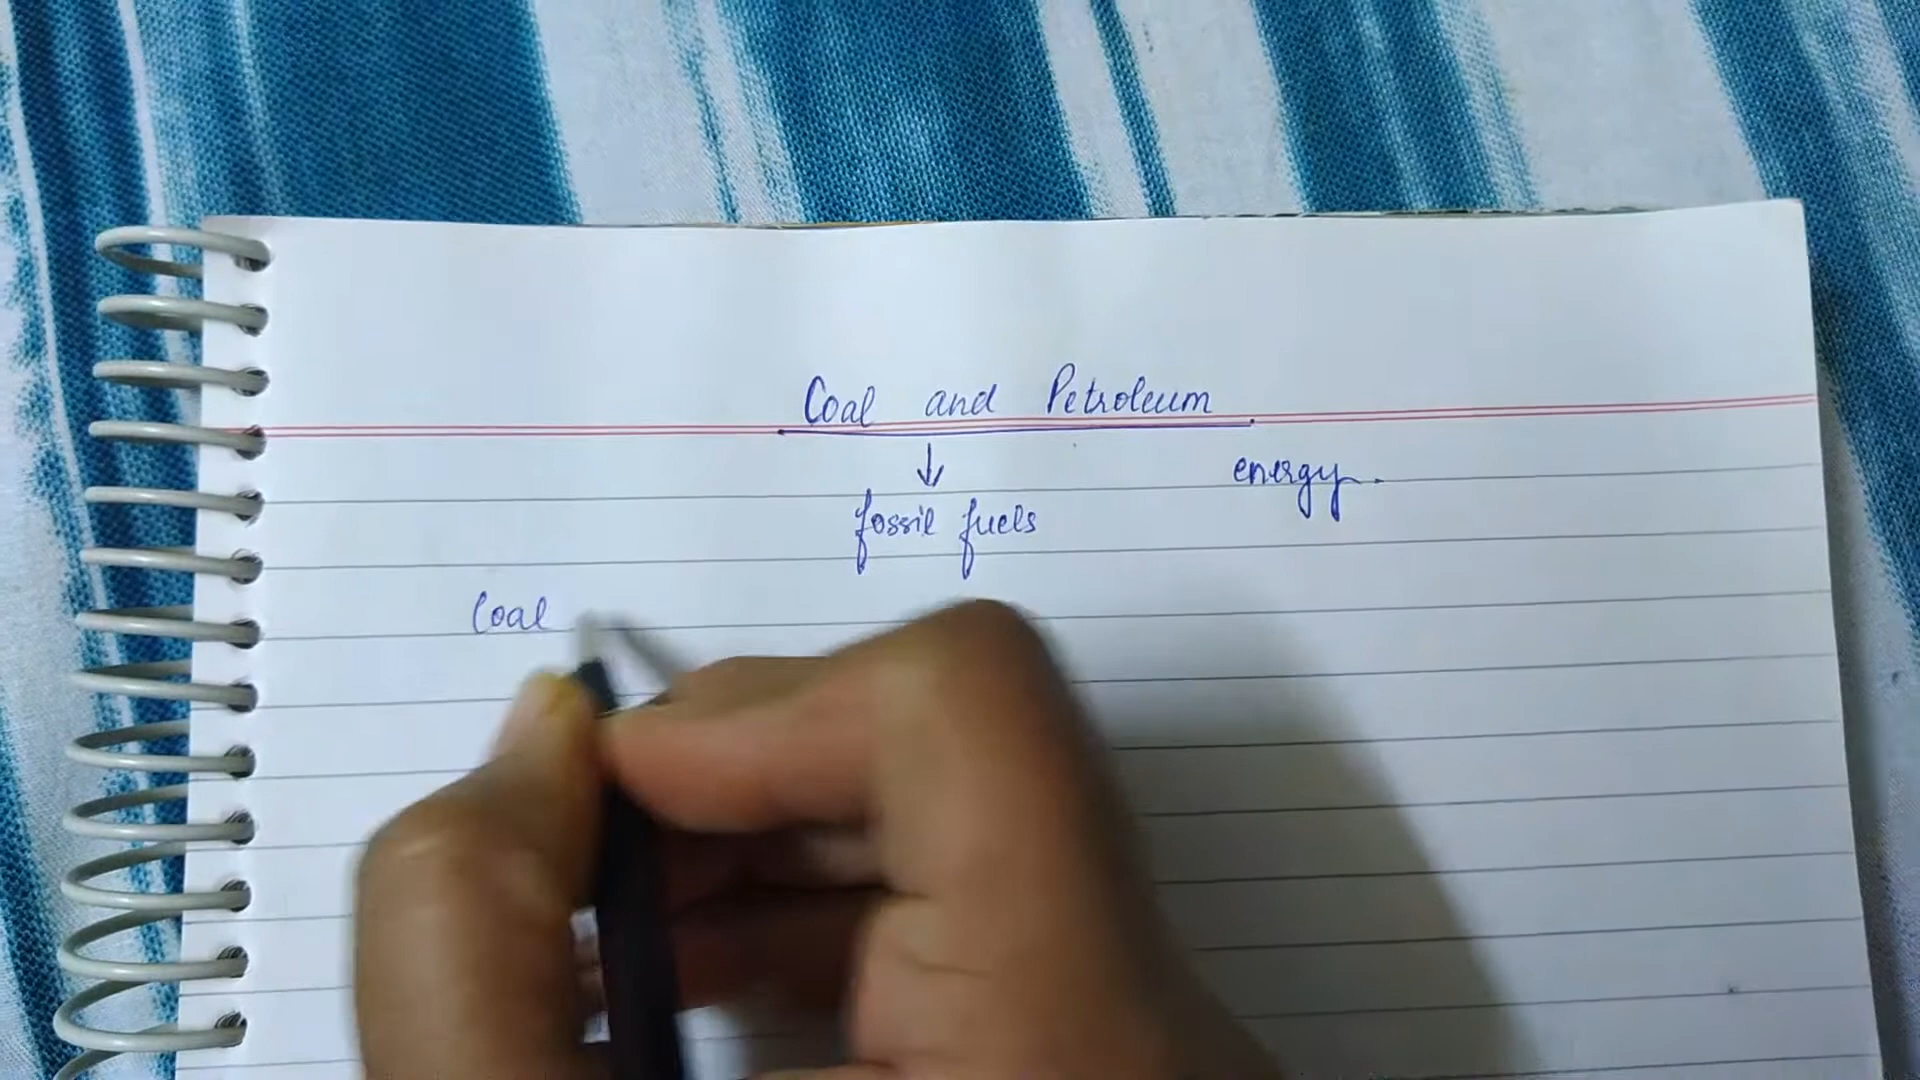 Coal and Petroleum
↓ energy.
fossil fuels
Coal